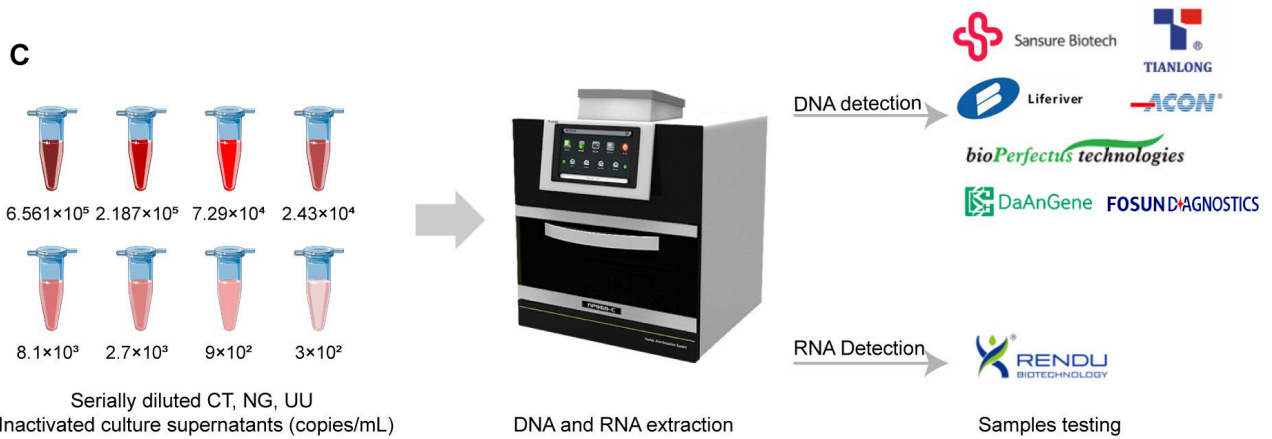 C
6.561×10⁵ 2.187×10⁵ 7.29×10⁴ 2.43×10⁴
8.1×10³ 2.7×10³ 9×10² 3×10²
Serially diluted CT, NG, UU
Inactivated culture supernatants (copies/mL)
NP968-C
DNA and RNA extraction
DNA detection
RNA Detection
Sansure Biotech
®
TIANLONG
Liferiver
ACON®
bioPerfectus technologies
DaAnGene
FOSUN DIAGNOSTICS
®
RENDU
BIOTECHNOLOGY
Samples testing